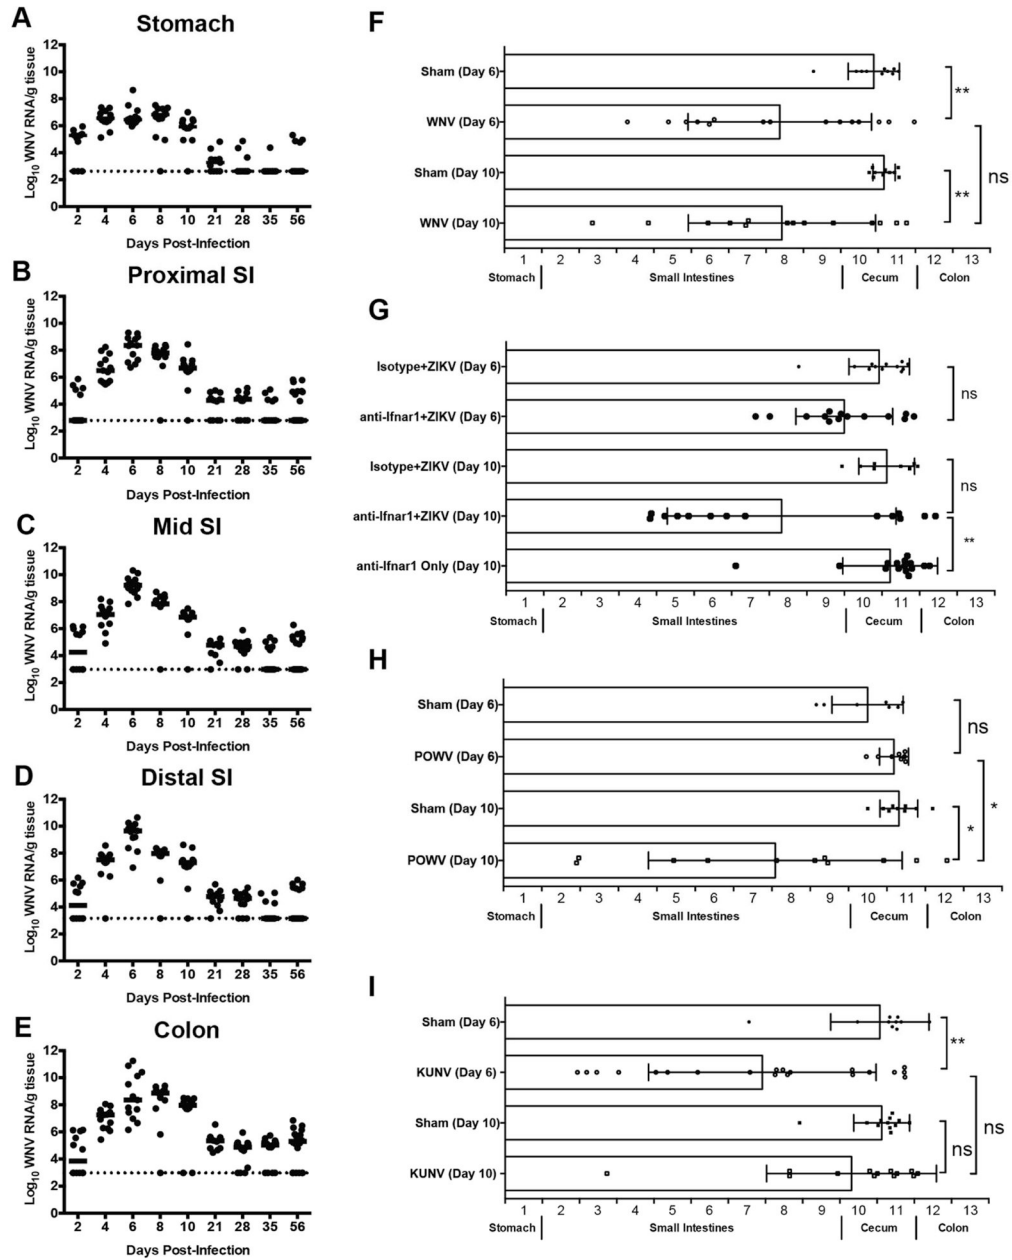 A
Stomach
Log10 WNV RNA/g tissue
12
10
8
6
4
2
0
2 4 6 8 10 21 28 35 56
Days Post-Infection
B
Proximal SI
Log10 WNV RNA/g tissue
12
10
8
6
4
2
0
2 4 6 8 10 21 28 35 56
Days Post-Infection
C
Mid SI
Log10 WNV RNA/g tissue
12
10
8
6
4
2
0
2 4 6 8 10 21 28 35 56
Days Post-Infection
D
Distal SI
Log10 WNV RNA/g tissue
12
10
8
6
4
2
0
2 4 6 8 10 21 28 35 56
Days Post-Infection
E
Colon
Log10 WNV RNA/g tissue
12
10
8
6
4
2
0
2 4 6 8 10 21 28 35 56
Days Post-Infection
F
Sham (Day 6)
**
WNV (Day 6)
Sham (Day 10)
ns
**
WNV (Day 10)
1 2 3 4 5 6 7 8 9 10 11 12 13
Stomach Small Intestines Cecum Colon
G
Isotype+ZIKV (Day 6)
ns
anti-Ifnar1+ZIKV (Day 6)
Isotype+ZIKV (Day 10)
ns
anti-Ifnar1+ZIKV (Day 10)
**
anti-Ifnar1 Only (Day 10)
1 2 3 4 5 6 7 8 9 10 11 12 13
Stomach Small Intestines Cecum Colon
H
Sham (Day 6)
ns
POWV (Day 6)
Sham (Day 10)
*
*
POWV (Day 10)
1 2 3 4 5 6 7 8 9 10 11 12 13
Stomach Small Intestines Cecum Colon
I
Sham (Day 6)
**
KUNV (Day 6)
Sham (Day 10)
ns
ns
KUNV (Day 10)
1 2 3 4 5 6 7 8 9 10 11 12 13
Stomach Small Intestines Cecum Colon